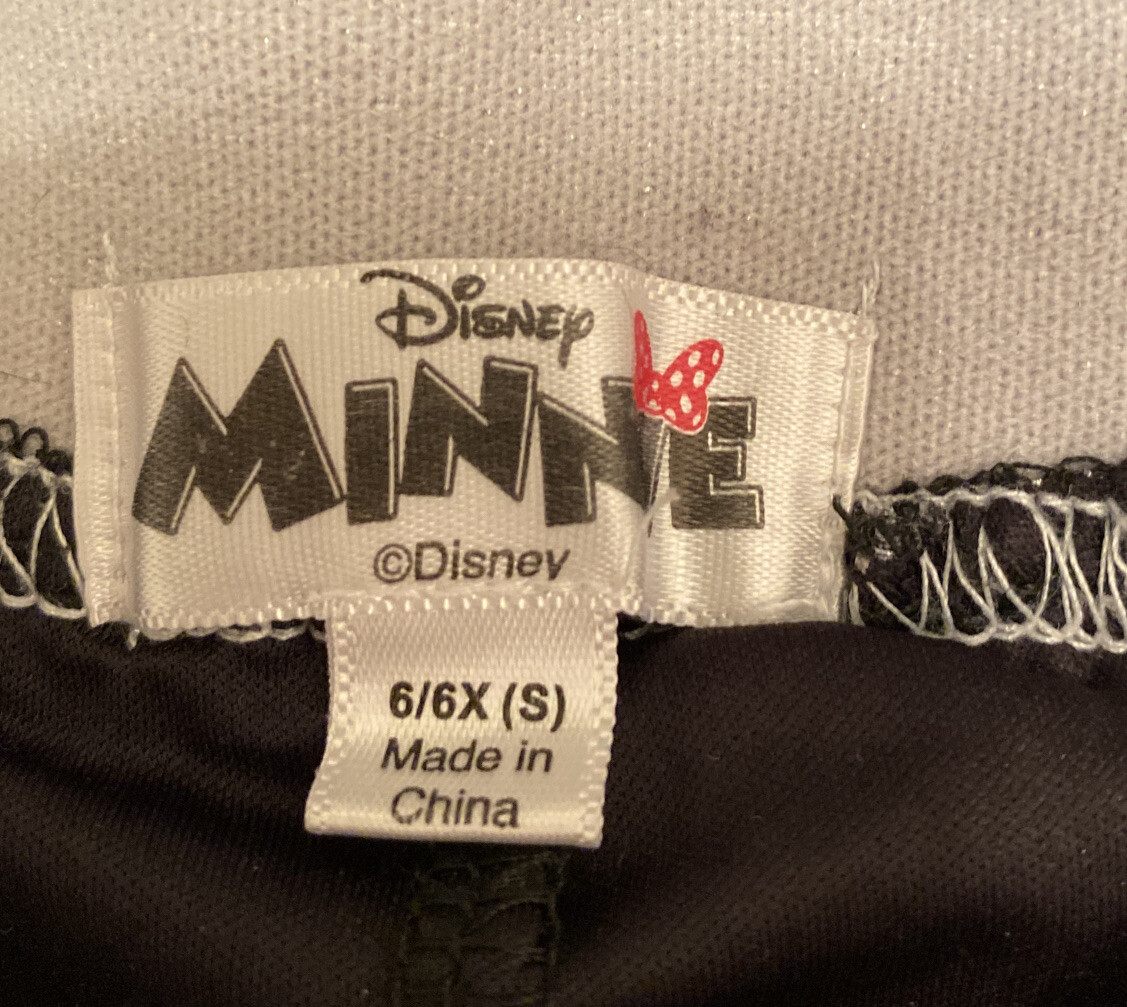 Disney
MINNIE
©Disney
6/6X (S)
Made in
China